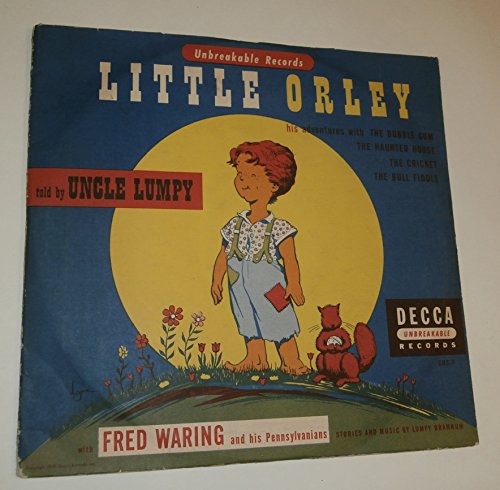 Unbreakable Records
LITTLE ORLEY
his adventures with THE BUBBLE GUM
THE HAUNTED HOUSE
THE CRICKET
THE BULL FIDDLE
told by UNCLE LUMPY
DECCA
UNBREAKABLE
RECORDS
with FRED WARING and his Pennsylvanians
STORIES AND MUSIC BY LUMPY BRANNUM